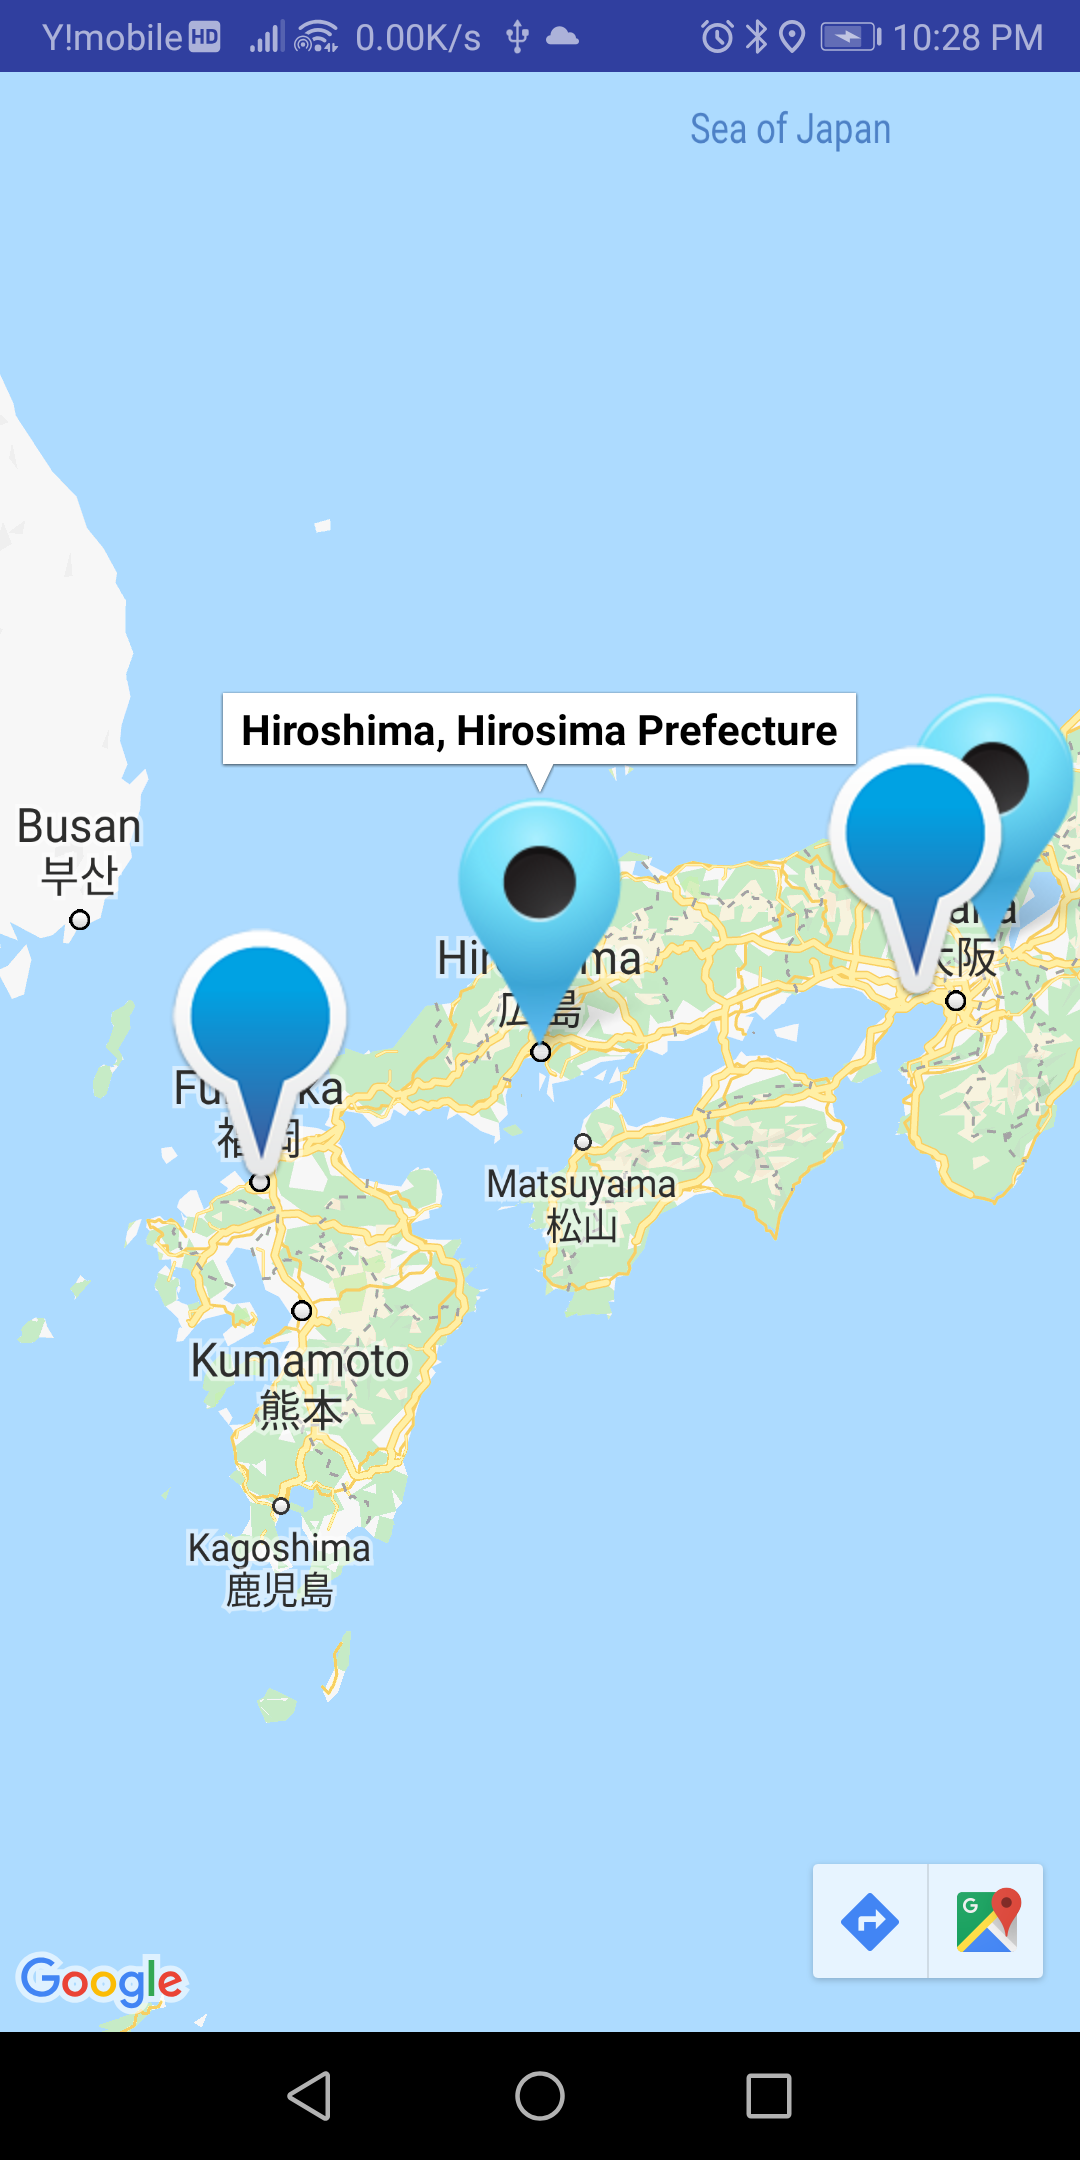 Y!mobile HD 0.00K/s 10:28 PM
Sea of Japan
Hiroshima, Hirosima Prefecture
Busan
부산
Matsuyama
松山
Kumamoto
熊本
Kagoshima
鹿児島
G
Google